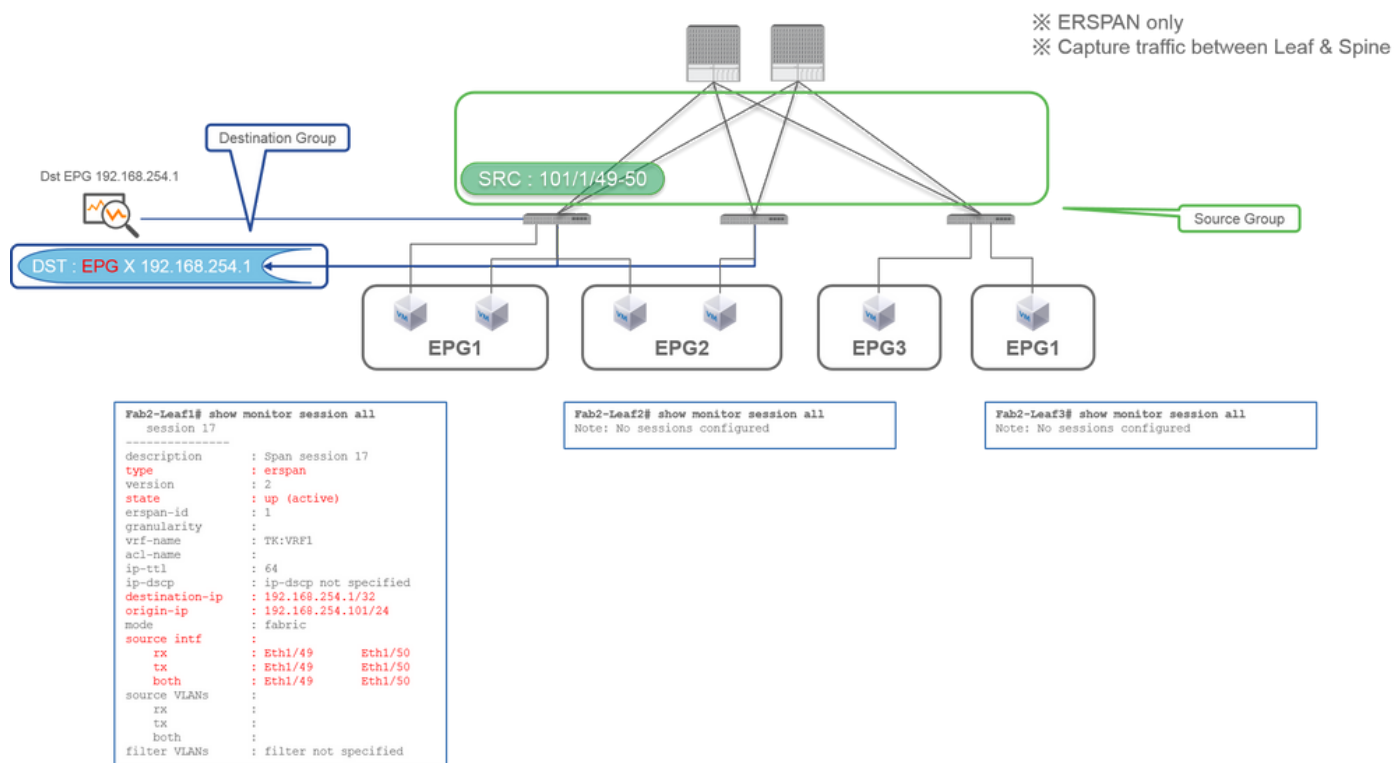 ※ ERSPAN only
※ Capture traffic between Leaf & Spine
Destination Group
Dst EPG 192.168.254.1
SRC : 101/1/49-50
Source Group
DST : EPG X 192.168.254.1
VM
VM
VM
VM
VM
VM
EPG1
EPG2
EPG3
EPG1
Fab2-Leaf1# show monitor session all
session 17
---------------
description : Span session 17
type : erspan
version : 2
state : up (active)
erspan-id : 1
granularity :
vrf-name : TK:VRF1
acl-name :
ip-ttl : 64
ip-dscp : ip-dscp not specified
destination-ip : 192.168.254.1/32
origin-ip : 192.168.254.101/24
mode : fabric
source intf :
rx : Eth1/49 Eth1/50
tx : Eth1/49 Eth1/50
both : Eth1/49 Eth1/50
source VLANs :
rx :
tx :
both :
filter VLANs : filter not specified
Fab2-Leaf2# show monitor session all
Note: No sessions configured
Fab2-Leaf3# show monitor session all
Note: No sessions configured